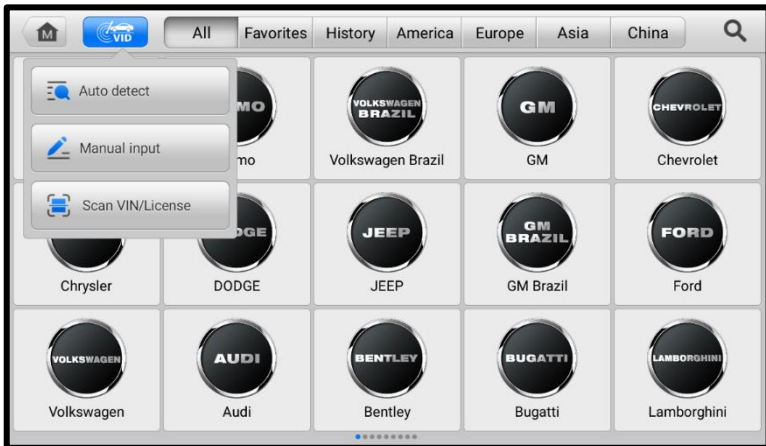 M
VID
All
Favorites
History
America
Europe
Asia
China
Auto detect
Manual input
Scan VIN/License
MO
mo
VOLKSWAGEN
BRAZIL
Volkswagen Brazil
GM
GM
CHEVROLET
Chevrolet
Chrysler
DGE
DODGE
JEEP
JEEP
GM
BRAZIL
GM Brazil
FORD
Ford
VOLKSWAGEN
Volkswagen
AUDI
Audi
BENTLEY
Bentley
BUGATTI
Bugatti
LAMBORGHINI
Lamborghini